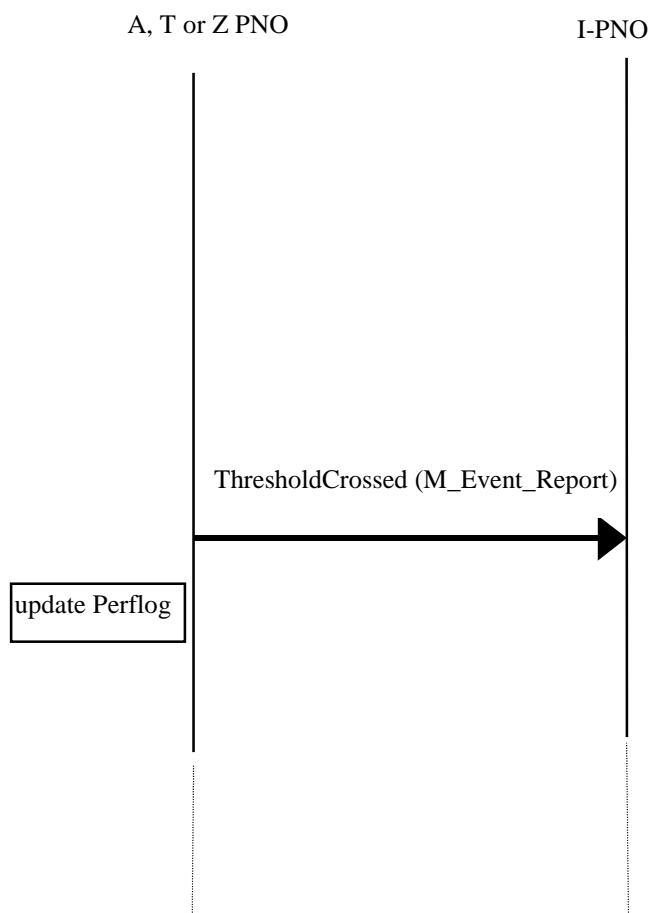 A, T or Z PNO
I-PNO
ThresholdCrossed (M_Event_Report)
update Perflog